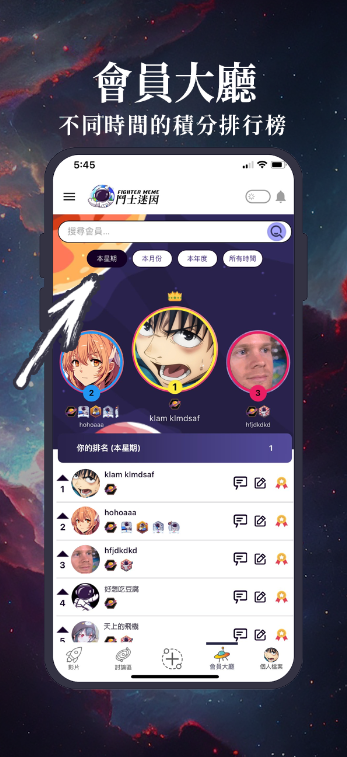 會員大廳
不同時間的積分排行榜
5:45
FIGHTER MEME
鬥士迷因
搜尋會員...
本星期
本月份
本年度
所有時間
2
1
3
hohoaaa
klam klmdsaf
hfjdkdkd
你的排名 (本星期)
1
1
klam klmdsaf
2
hohoaaa
3
hfjdkdkd
4
好想吃豆腐
5
天上的飛機
影片
討論區
會員大廳
個人檔案